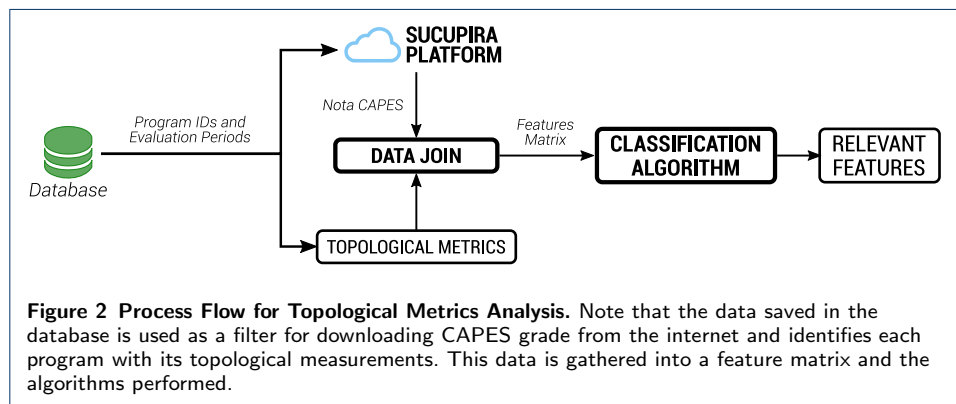 SUCUPIRA
PLATFORM
Program IDs and
Evaluation Periods
Nota CAPES
Features
Matrix
Database
DATA JOIN
CLASSIFICATION
ALGORITHM
RELEVANT
FEATURES
TOPOLOGICAL METRICS
Figure 2 Process Flow for Topological Metrics Analysis. Note that the data saved in the
database is used as a filter for downloading CAPES grade from the internet and identifies each
program with its topological measurements. This data is gathered into a feature matrix and the
algorithms performed.